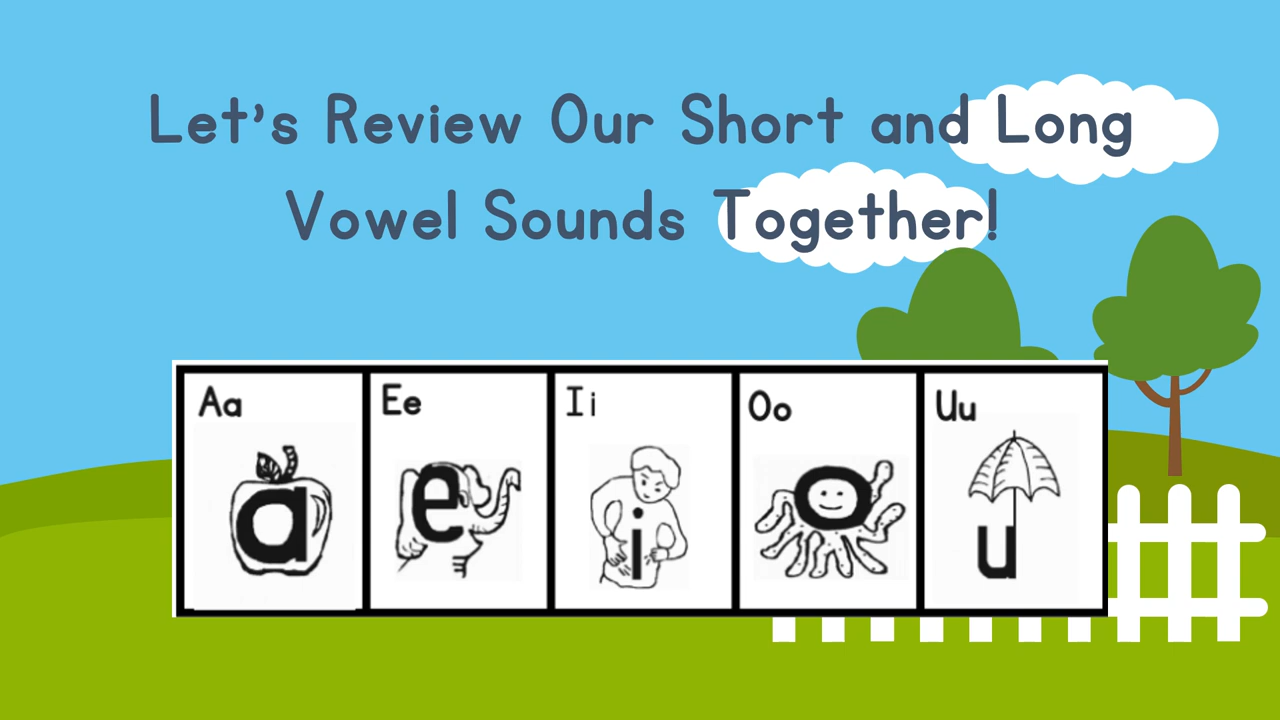 Let's Review Our Short and Long
Vowel Sounds Together!
Aa Ee Ii Oo Uu
a e i o u